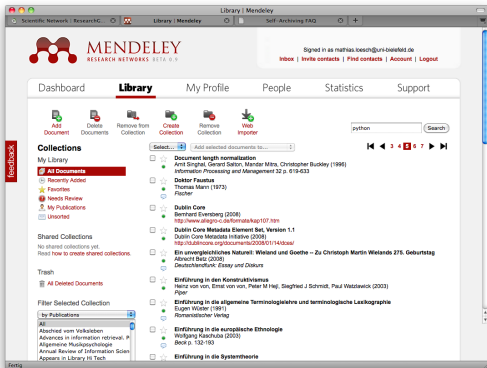 Library | Mendeley
Scientific Network | ResearchG...
Library | Mendeley
Self-Archiving FAQ
MENDELEY
RESEARCH NETWORKS BETA 0.9
Signed in as mathias.loesch@uni-bielefeld.de
Inbox | Invite contacts | Find contacts | Account | Logout
Dashboard Library My Profile People Statistics Support
Add Document
Delete Documents
Remove from Collection
Create Collection
Remove Collection
Web Importer
python
Search
feedback
Collections
My Library
All Documents
Recently Added
Favorites
Needs Review
My Publications
Unsorted
Shared Collections
No shared collections yet.
Read how to create shared collections.
Trash
All Deleted Documents
Filter Selected Collection
by Publications
All
Abschied vom Volksleben
Advances in information retrieval. P
Allgemeine Musikpsychologie
Annual Review of Information Scien
Appears in Library Hi Tech
Select...
Add selected documents to...
3 4 5 6 7
Document length normalization
Amit Singhal, Gerard Salton, Mandar Mitra, Christopher Buckley (1996)
Information Processing and Management 32 p. 619-633
Doktor Faustus
Thomas Mann (1973)
Fischer
Dublin Core
Bernhard Eversberg (2008)
http://www.allegro-c.de/formate/kap107.htm
Dublin Core Metadata Element Set, Version 1.1
Dublin Core Metadata Initiative (2008)
http://dublincore.org/documents/2008/01/14/dces/
Ein unvergleichliches Naturell: Wieland und Goethe -- Zu Christoph Martin Wielands 275. Geburtstag
Albrecht Betz (2008)
Deutschlandfunk: Essay und Diskurs
Einführung in den Konstruktivismus
Heinz von von, Ernst von von, Peter M Hejl, Siegfried J Schmidt, Paul Watzlawick (2003)
Piper
Einführung in die allgemeine Terminologielehre und terminologische Lexikographie
Eugen Wüster (1991)
Romanistischer Verlag
Einführung in die europäische Ethnologie
Wolfgang Kaschuba (2003)
Beck p. 132-193
Einführung in die Systemtheorie
Fertig